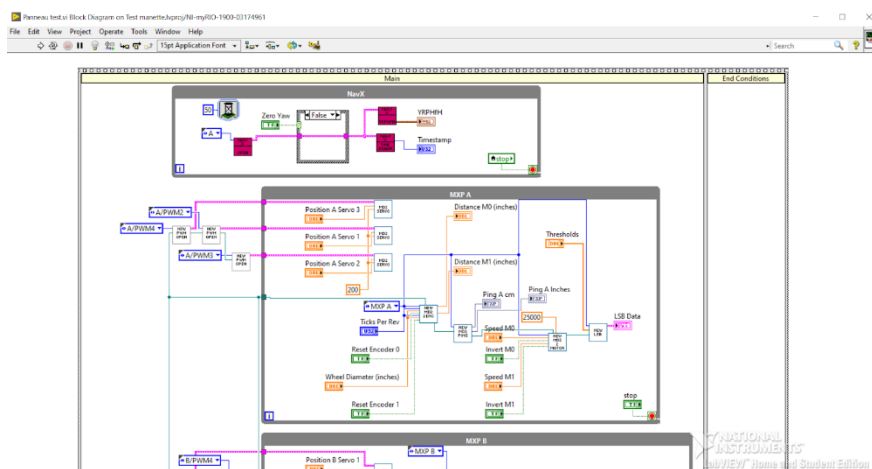 Panneau test.vi Block Diagram on Test manette.lvproj/NI-myRIO-1900-03174961
File Edit View Project Operate Tools Window Help
15pt Application Font
Search
Main
End Conditions
NavX
50
Zero Yaw
False
YRPHFH
A
Timestamp
U32
stop
i
MXP A
A/PWM2
Position A Servo 3
Distance M0 (inches)
A/PWM4
Position A Servo 1
Thresholds
A/PWM3
Position A Servo 2
Distance M1 (inches)
200
Ping A cm
Ping A Inches
MXP A
25000
LSB Data
Ticks Per Rev
Speed M0
Reset Encoder 0
Invert M0
Wheel Diameter (inches)
Speed M1
stop
Reset Encoder 1
Invert M1
i
MXP B
MXP B
B/PWM4
Position B Servo 1
NATIONAL
INSTRUMENTS
LabVIEW Home and Student Edition